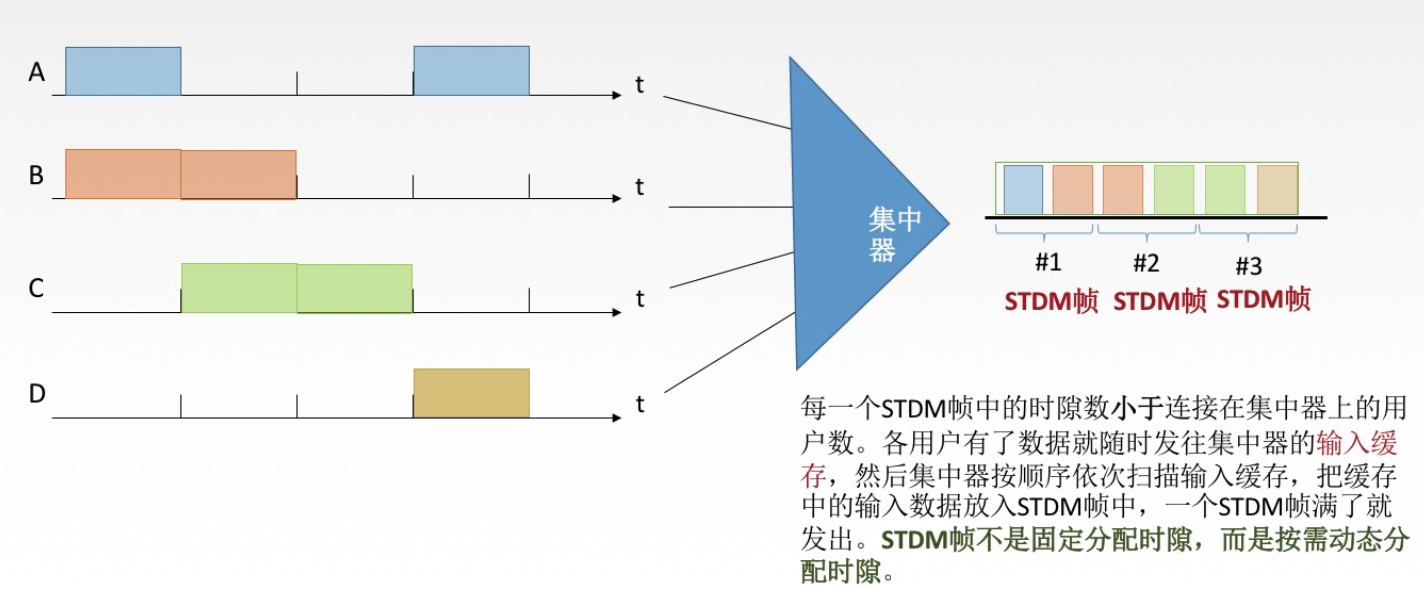 A
t
B
t
C
t
D
t
集中
器
#1
#2
#3
STDM帧
STDM帧
STDM帧
每一个STDM帧中的时隙数小于连接在集中器上的用
户数。各用户有了数据就随时发往集中器的输入缓
存，然后集中器按顺序依次扫描输入缓存，把缓存
中的输入数据放入STDM帧中，一个STDM帧满了就
发出。STDM帧不是固定分配时隙，而是按需动态分
配时隙。